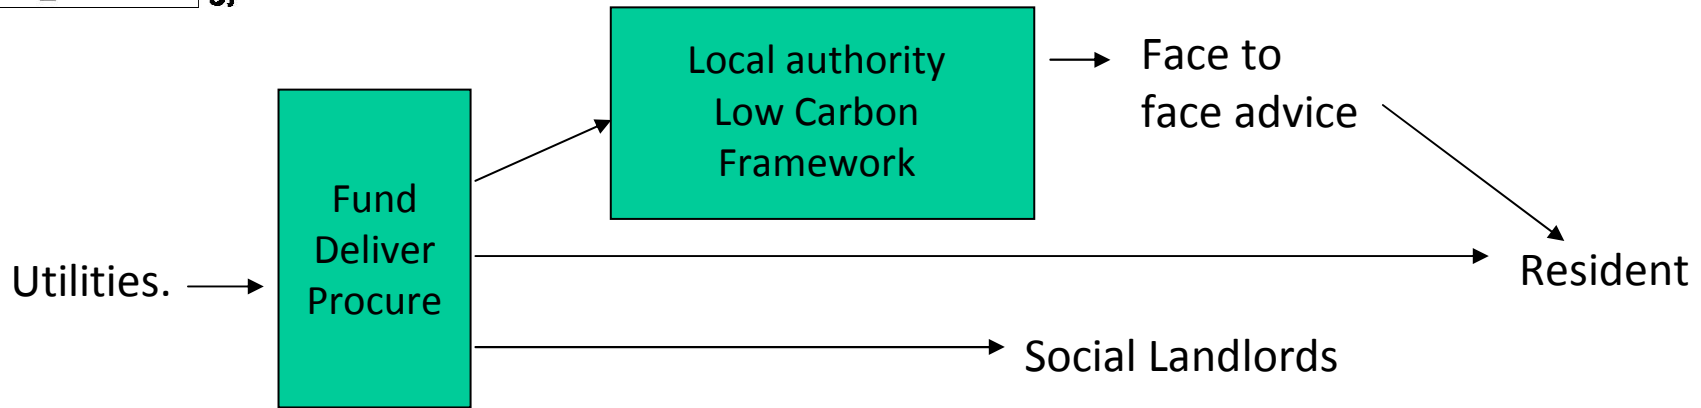 Local authority
Low Carbon
Framework
Face to
face advice
Fund
Deliver
Procure
Utilities.
Resident
Social Landlords